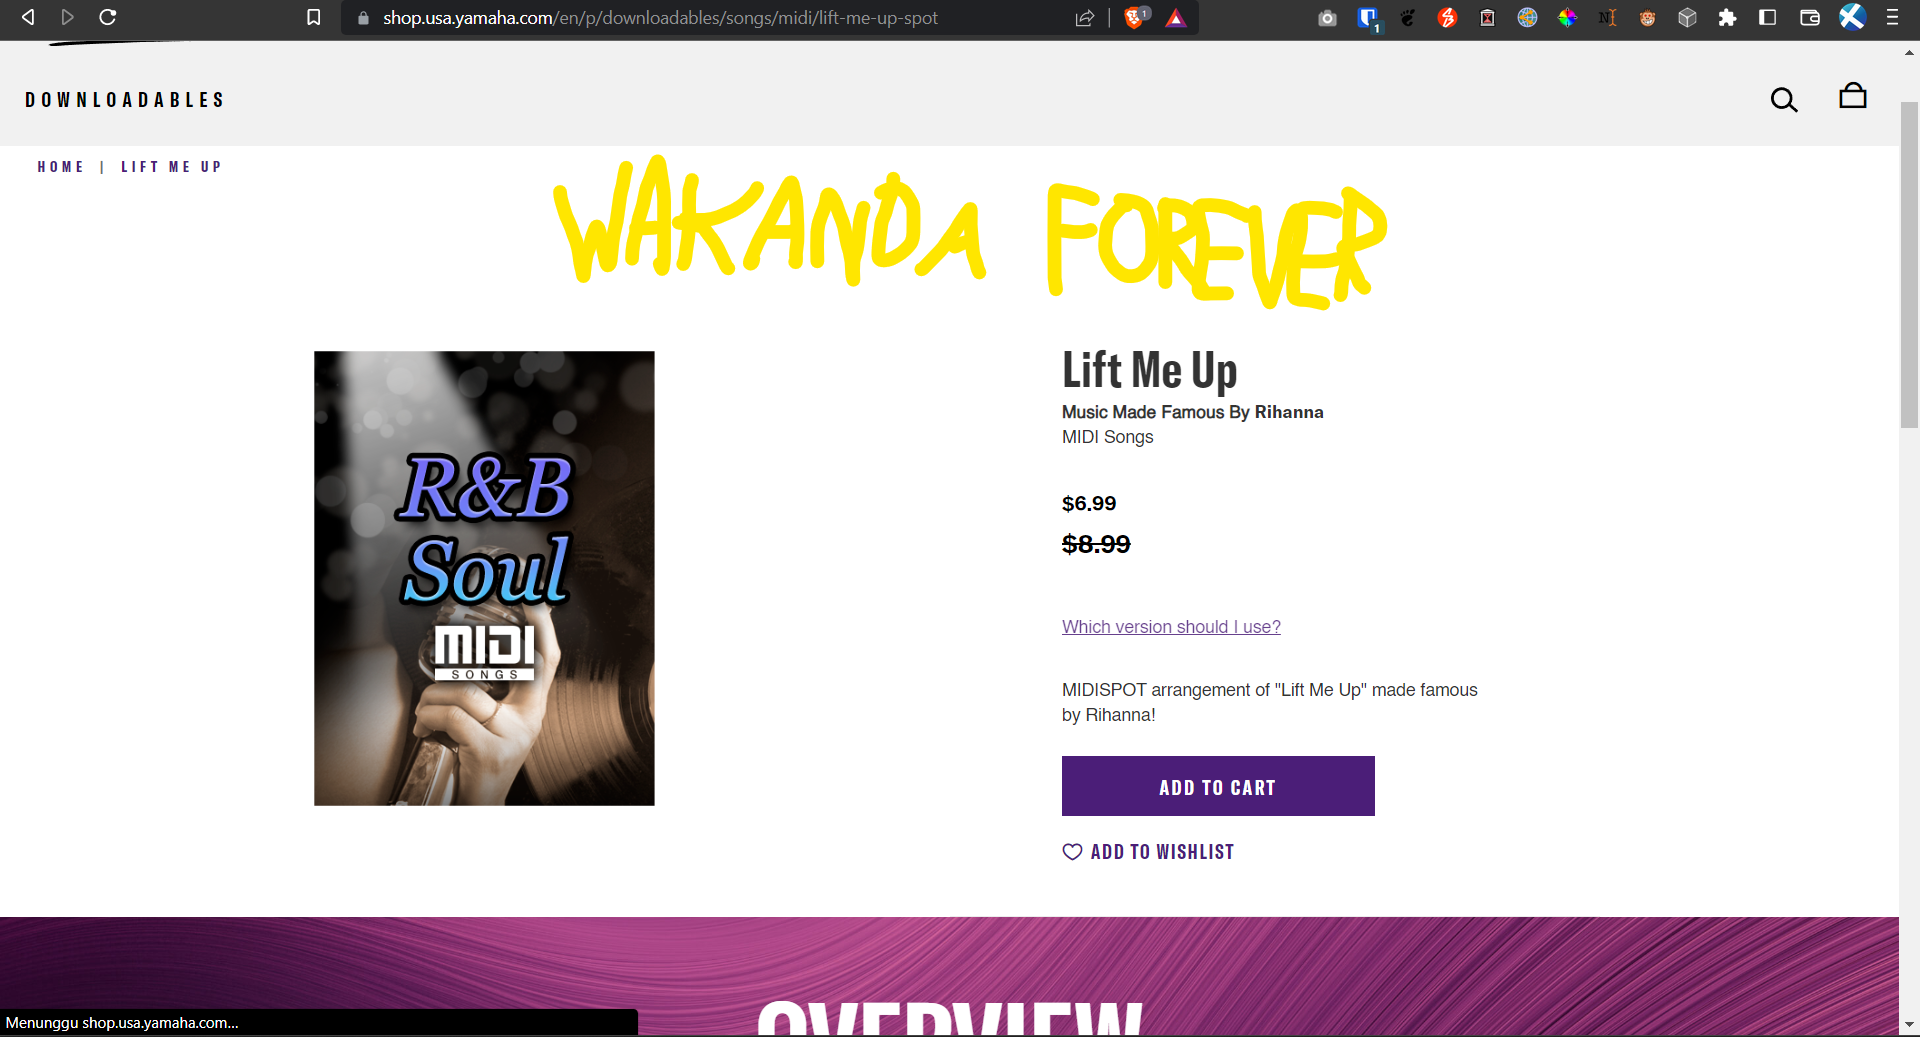 shop.usa.yamaha.com/en/p/downloadables/songs/midi/lift-me-up-spot
1
1
DOWNLOADABLES
HOME | LIFT ME UP
WAKANDA FOREVER
R&B
Soul
MIDI
SONGS
Lift Me Up
Music Made Famous By Rihanna
MIDI Songs
$6.99
$8.99
Which version should I use?
MIDISPOT arrangement of "Lift Me Up" made famous
by Rihanna!
ADD TO CART
ADD TO WISHLIST
OVERVIEW
Menunggu shop.usa.yamaha.com...